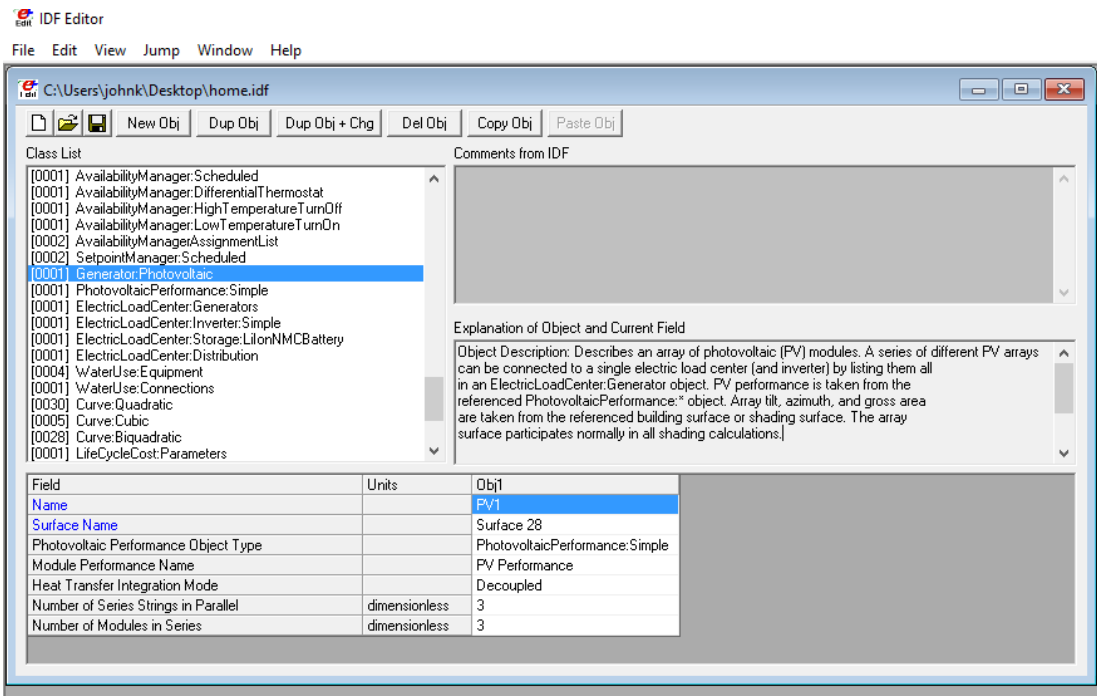 IDF Editor
File Edit View Jump Window Help
C:\Users\johnk\Desktop\home.idf
New Obj Dup Obj Dup Obj + Chg Del Obj Copy Obj Paste Obj
Class List
[0001] AvailabilityManager:Scheduled
[0001] AvailabilityManager:DifferentialThermostat
[0001] AvailabilityManager:HighTemperatureTurnOff
[0001] AvailabilityManager:LowTemperatureTurnOn
[0002] AvailabilityManagerAssignmentList
[0002] SetpointManager:Scheduled
[0001] Generator:Photovoltaic
[0001] PhotovoltaicPerformance:Simple
[0001] ElectricLoadCenter:Generators
[0001] ElectricLoadCenter:Inverter:Simple
[0001] ElectricLoadCenter:Storage:LiIonNMCBattery
[0001] ElectricLoadCenter:Distribution
[0004] WaterUse:Equipment
[0001] WaterUse:Connections
[0030] Curve:Quadratic
[0005] Curve:Cubic
[0028] Curve:Biquadratic
[0001] LifeCycleCost:Parameters
Comments from IDF
Explanation of Object and Current Field
Object Description: Describes an array of photovoltaic (PV) modules. A series of different PV arrays
can be connected to a single electric load center (and inverter) by listing them all
in an ElectricLoadCenter:Generator object. PV performance is taken from the
referenced PhotovoltaicPerformance:* object. Array tilt, azimuth, and gross area
are taken from the referenced building surface or shading surface. The array
surface participates normally in all shading calculations.
Field Units Obj1
Name PV1
Surface Name Surface 28
Photovoltaic Performance Object Type PhotovoltaicPerformance:Simple
Module Performance Name PV Performance
Heat Transfer Integration Mode Decoupled
Number of Series Strings in Parallel dimensionless 3
Number of Modules in Series dimensionless 3